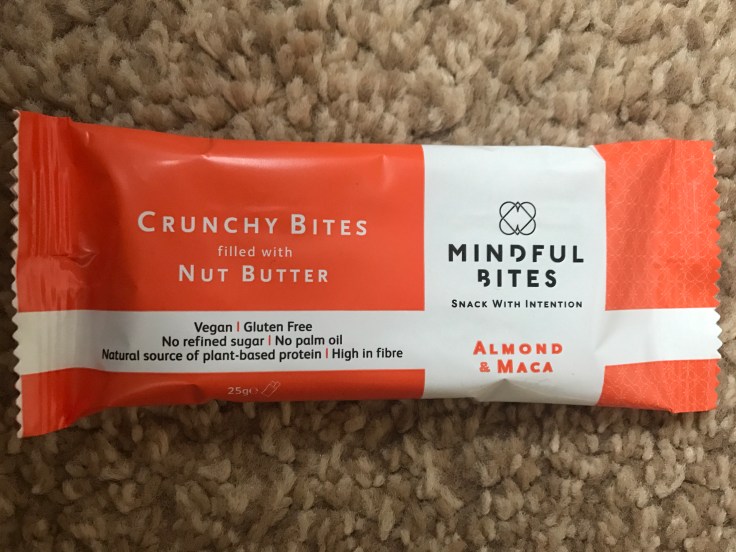 CRUNCHY BITES
filled with
NUT BUTTER
Vegan | Gluten Free
No refined sugar | No palm oil
Natural source of plant-based protein | High in fibre
25g℮
MINDFUL
BITES
SNACK WITH INTENTION
ALMOND
& MACA